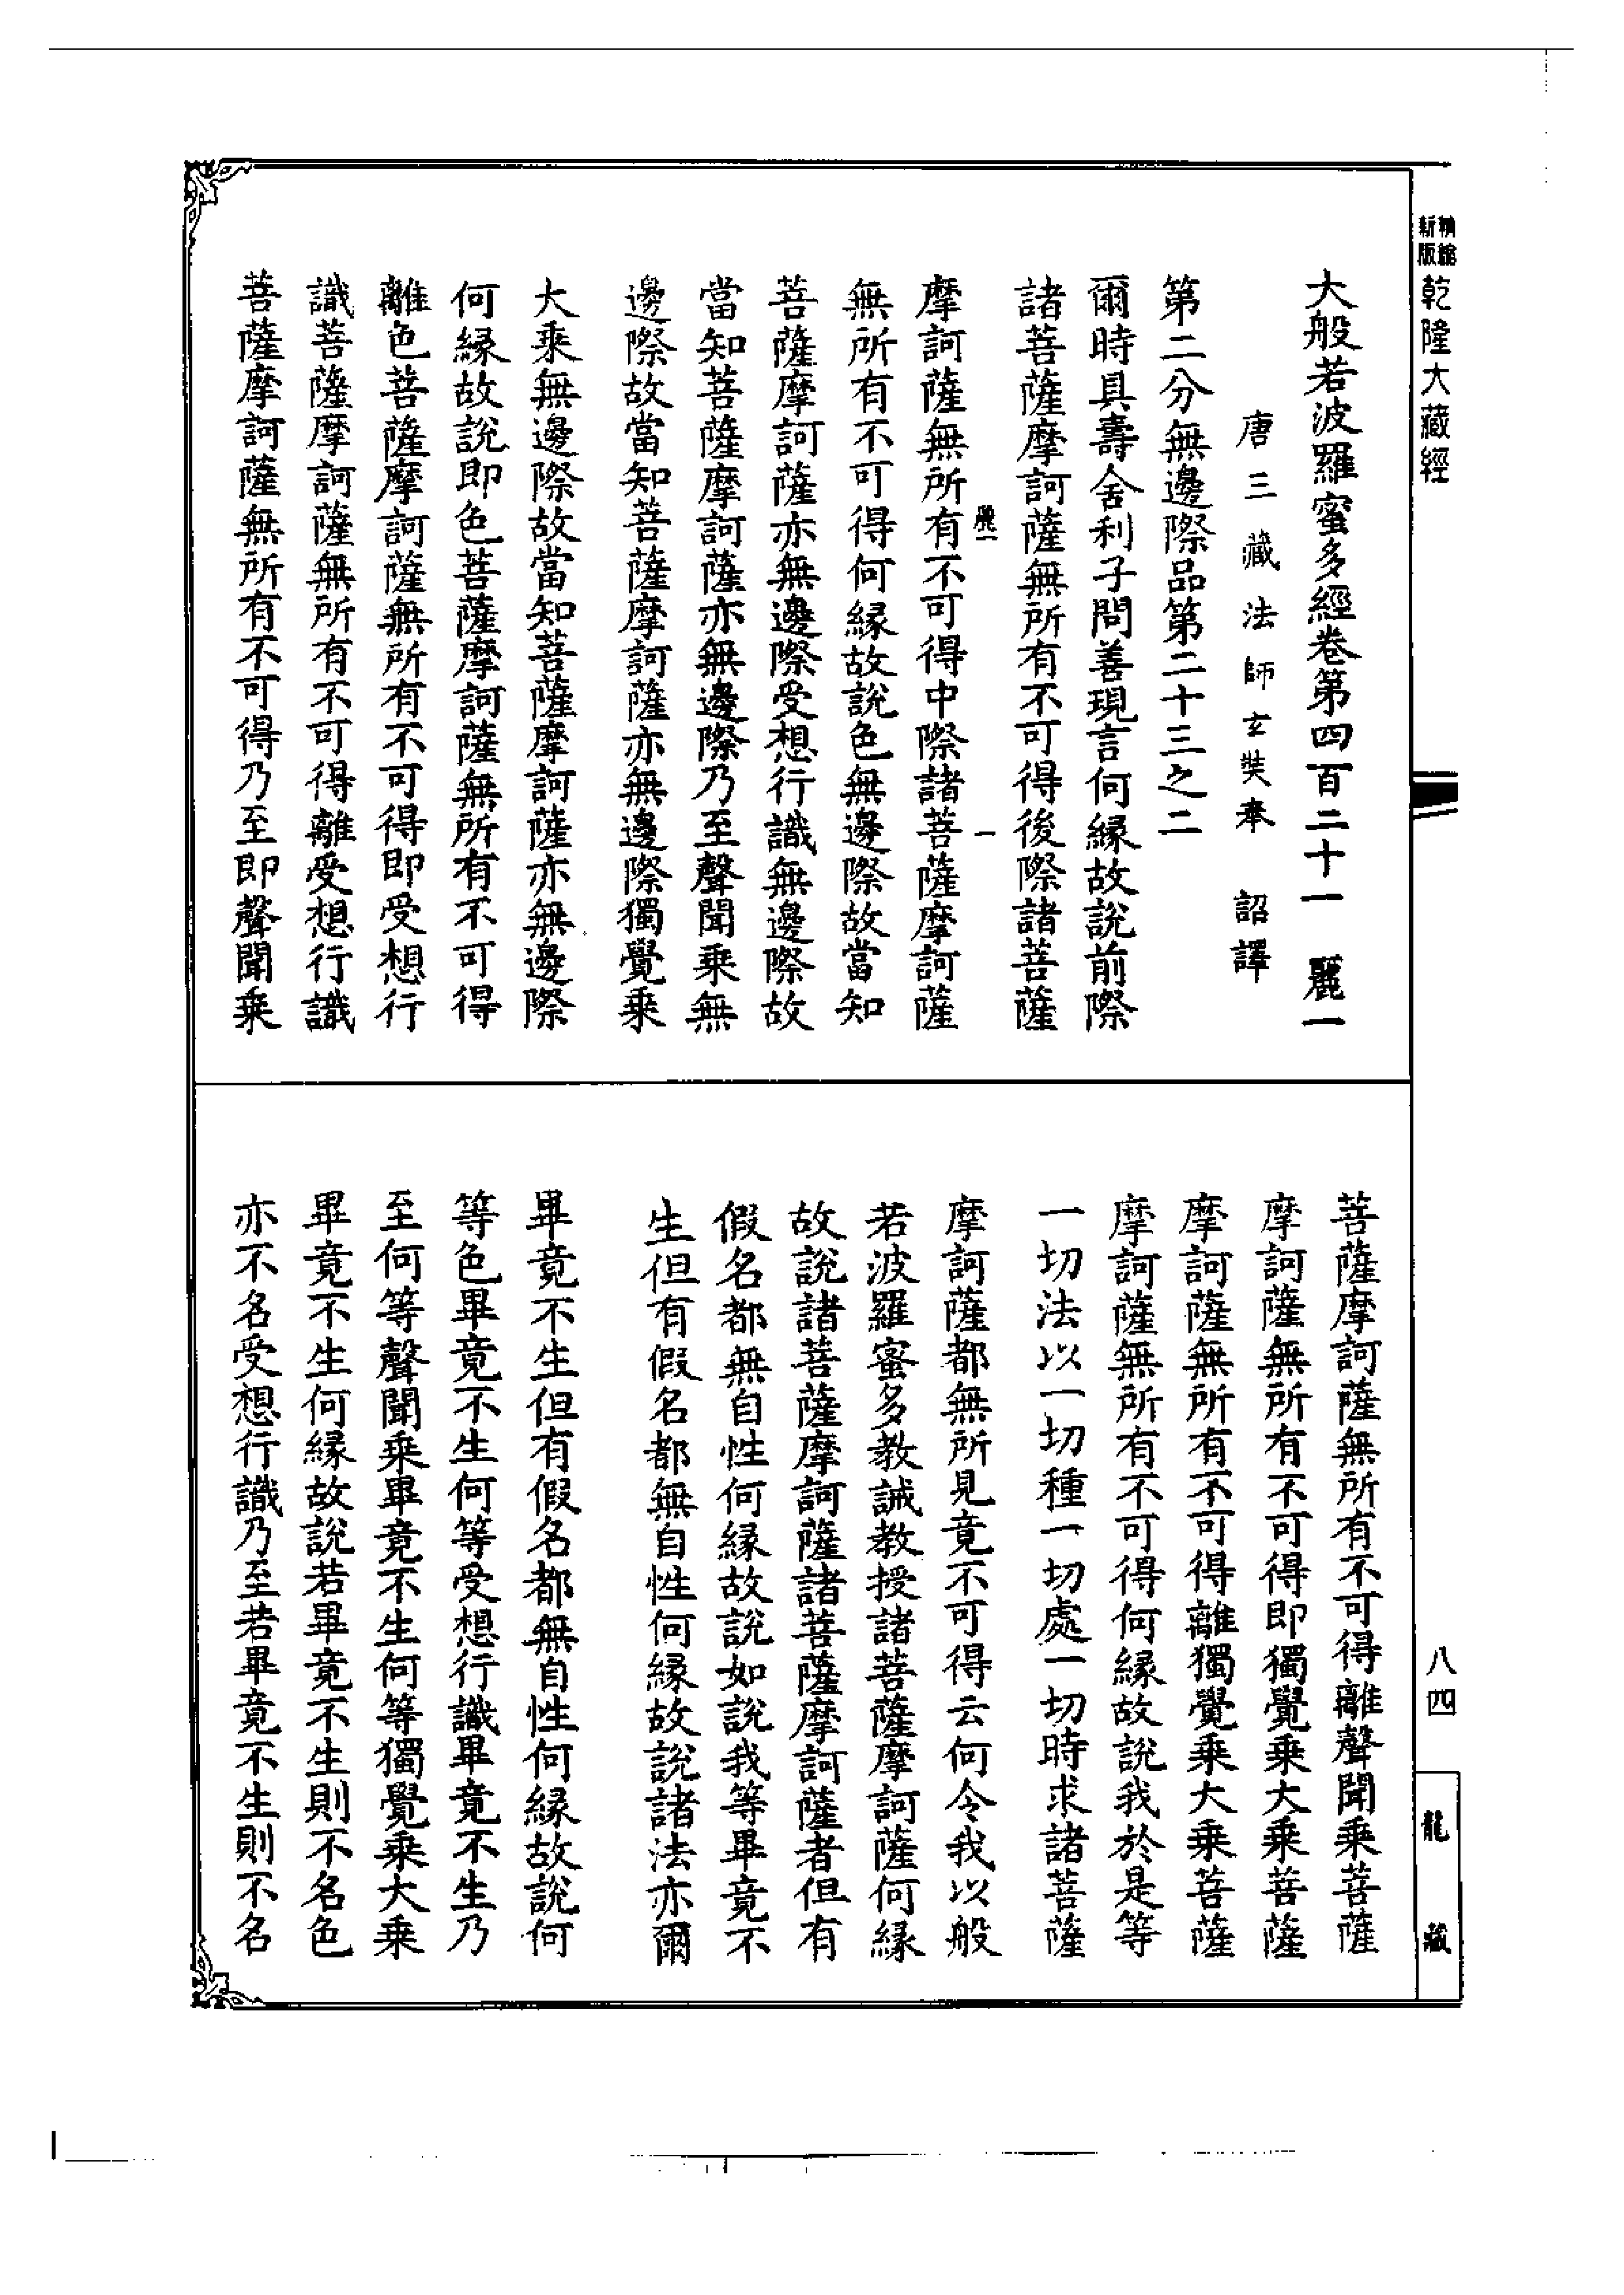 新版精縮乾隆大藏經
大般若波羅蜜多經卷第四百二十一　麗一
唐三藏法師玄奘奉　詔譯
第二分無邊際品第二十三之二
爾時具壽舍利子問善現言何縁故說前際
諸菩薩摩訶薩無所有不可得後際諸菩薩
麗一　一
摩訶薩無所有不可得中際諸菩薩摩訶薩
無所有不可得何縁故說色無邊際故當知
菩薩摩訶薩亦無邊際受想行識無邊際故
當知菩薩摩訶薩亦無邊際乃至聲聞乘無
邊際故當知菩薩摩訶薩亦無邊際獨覺乘
大乘無邊際故當知菩薩摩訶薩亦無邊際
何縁故說即色菩薩摩訶薩無所有不可得
離色菩薩摩訶薩無所有不可得即受想行
識菩薩摩訶薩無所有不可得離受想行識
菩薩摩訶薩無所有不可得乃至即聲聞乘
菩薩摩訶薩無所有不可得離聲聞乘菩薩
摩訶薩無所有不可得即獨覺乘大乘菩薩
摩訶薩無所有不可得離獨覺乘大乘菩薩
摩訶薩無所有不可得何縁故說我於是等
一切法以一切種一切處一切時求諸菩薩
摩訶薩都無所見竟不可得云何令我以般
若波羅蜜多教誡教授諸菩薩摩訶薩何縁
故說諸菩薩摩訶薩諸菩薩摩訶薩者但有
假名都無自性何縁故說如說我等畢竟不
生但有假名都無自性何縁故說諸法亦爾
畢竟不生但有假名都無自性何縁故說何
等色畢竟不生何等受想行識畢竟不生乃
至何等聲聞乘畢竟不生何等獨覺乘大乘
畢竟不生何縁故說若畢竟不生則不名色
亦不名受想行識乃至若畢竟不生則不名
八四
龍藏